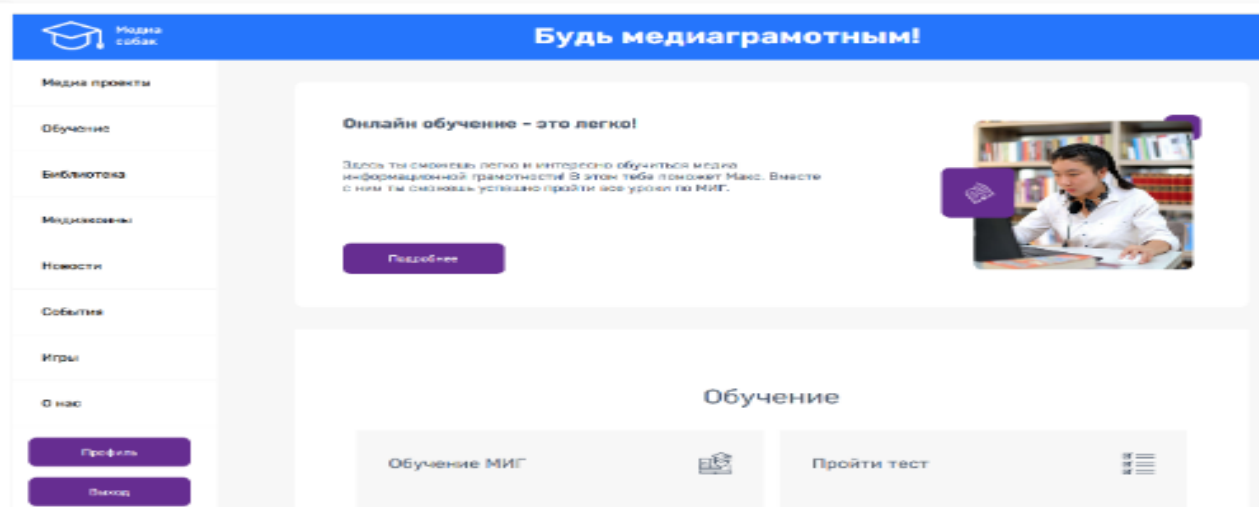 Медиа
сабак
Будь медиаграмотным!
Медиа проекты
Обучение
Библиотека
Новости
События
Игры
О нас
Профиль
Выход
Онлайн обучение - это легко!
Здесь ты сможешь легко и интересно обучиться медиа
информационной грамотности! В этом тебе поможет Макс. Вместе
с ним ты сможешь успешно пройти все уроки по МИГ.
Подробнее
Обучение
Обучение МИГ
Пройти тест